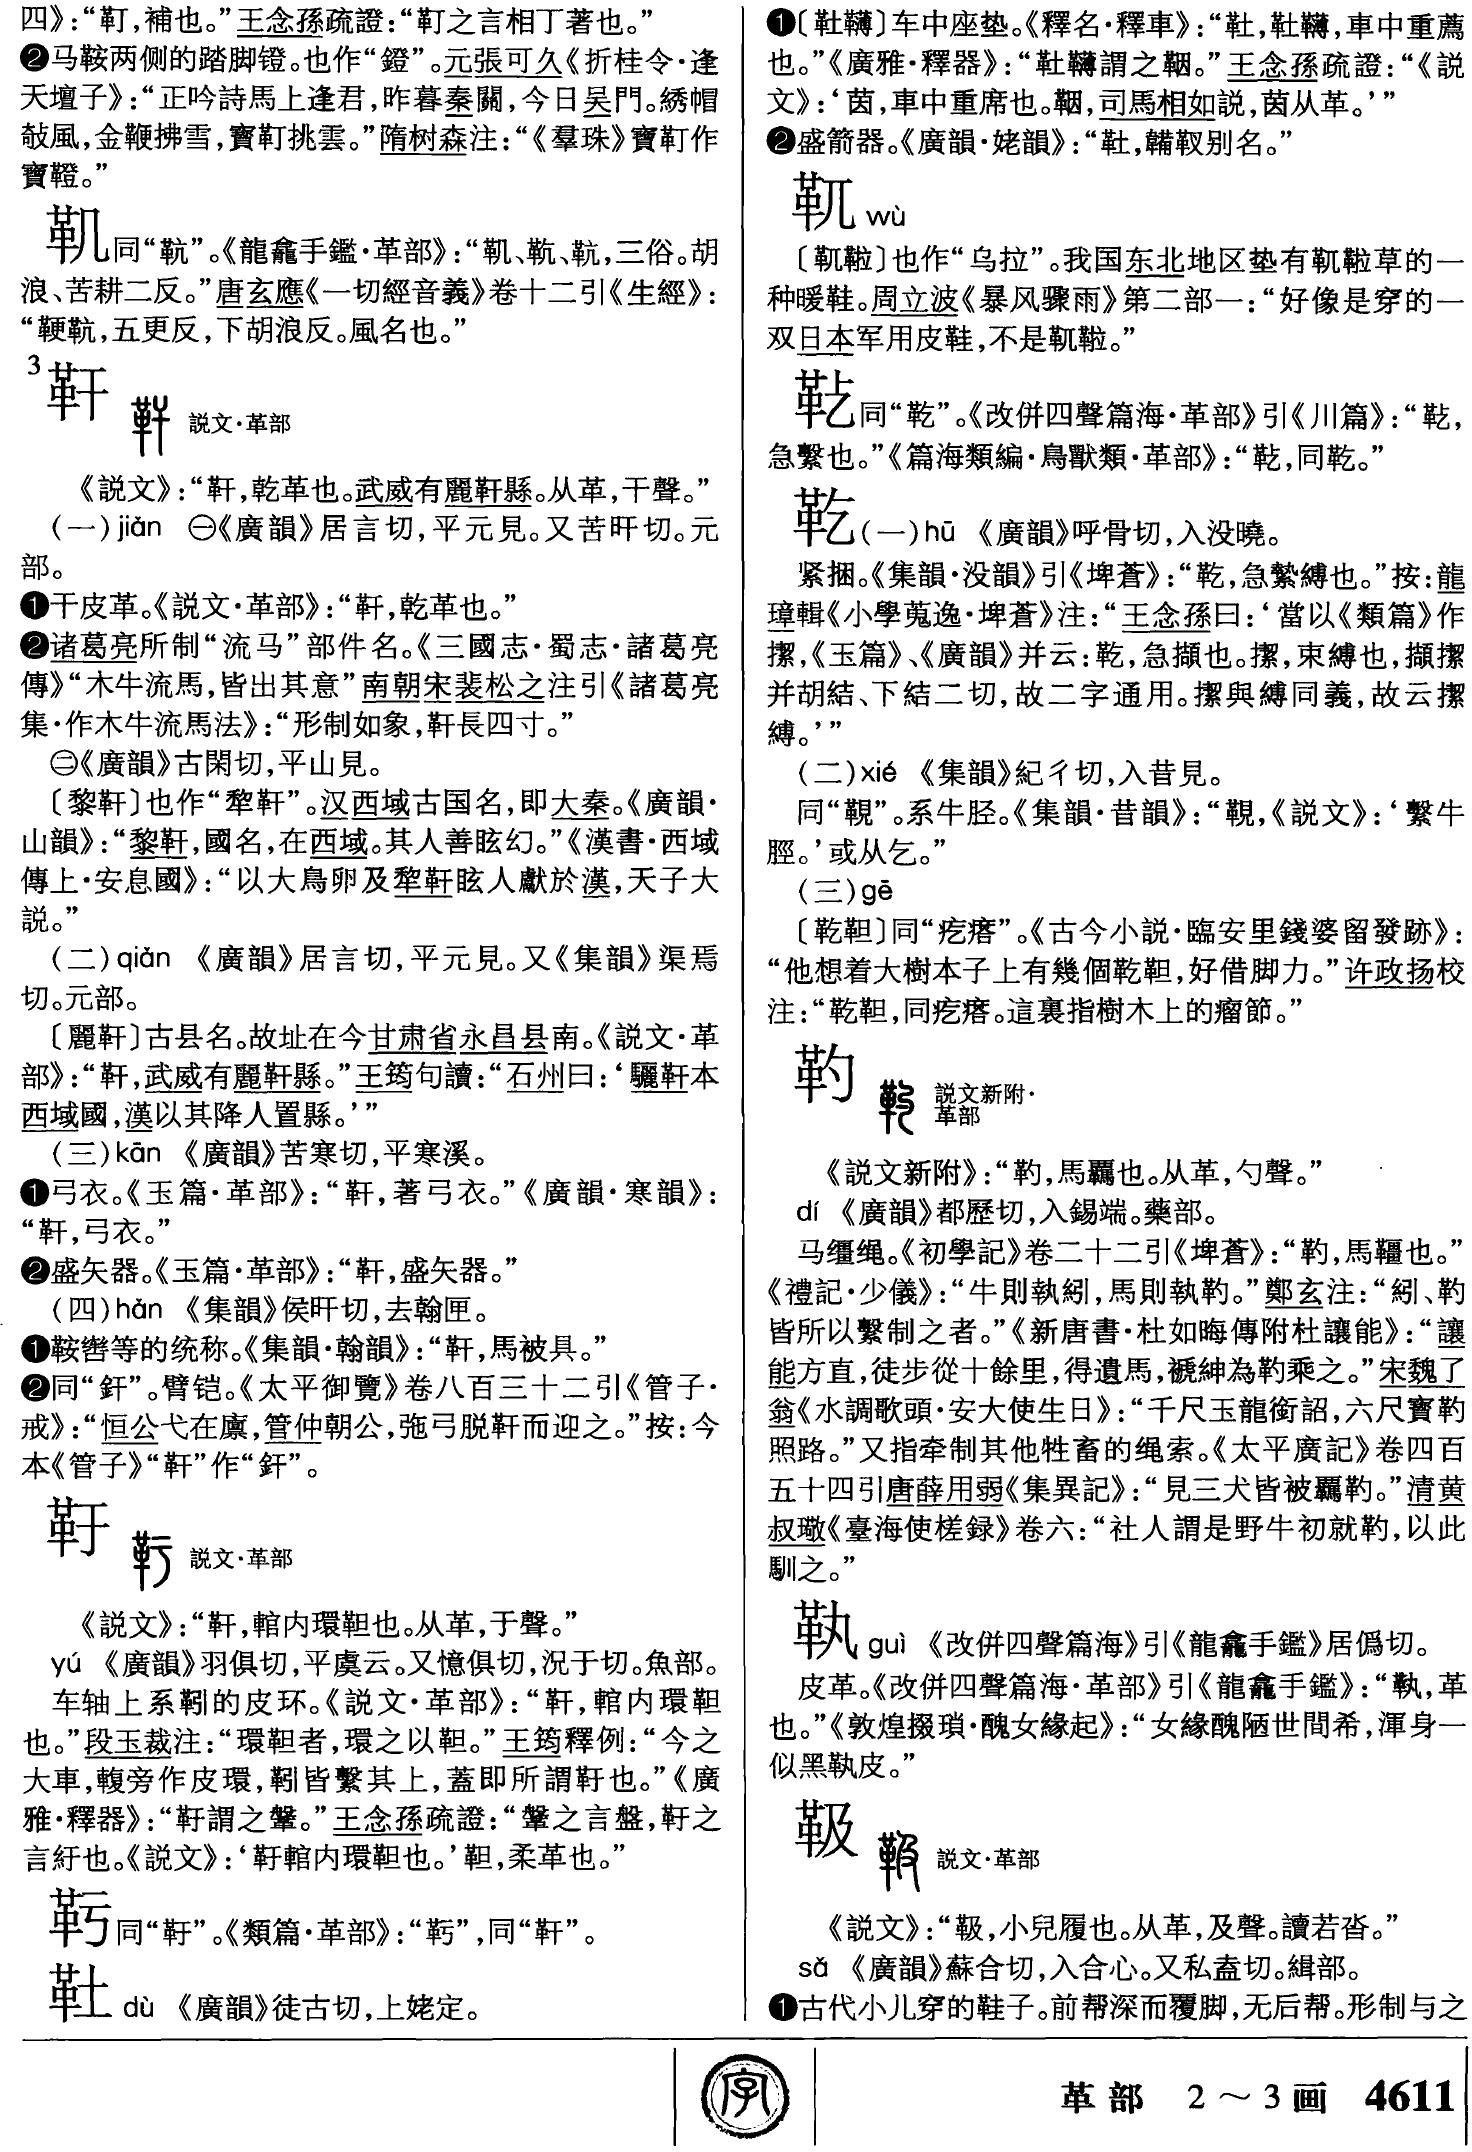 四》：“靪，補也。”王念孫疏證：“靪之言相丁著也。”
❷马鞍两侧的踏脚镫。也作“鐙”。元張可久《折桂令·逢
天壇子》：“正吟詩馬上逢君，昨暮秦關，今日吴門。綉帽
敧風，金鞭拂雪，寶靪挑雲。”隋树森注：“《羣珠》寶靪作
寶鞺。”
𩉜同“䩑”。《龍龕手鑑·革部》：“𩉜、䩑、䩑，三俗。胡
浪、苦耕二反。”唐玄應《一切經音義》卷十二引《生經》：
“鞕䩑，五更反，下胡浪反。風名也。”
3
靬 説文·革部
《説文》：“靬，乾革也。武威有麗靬縣。从革，干聲。”
（一）jiān ㊀《廣韻》居言切，平元見。又苦旰切。元
部。
❶干皮革。《説文·革部》：“靬，乾革也。”
❷诸葛亮所制“流马”部件名。《三國志·蜀志·諸葛亮
傳》“木牛流馬，皆出其意”南朝宋裴松之注引《諸葛亮
集·作木牛流馬法》：“形制如象，靬長四寸。”
㊁《廣韻》古閑切，平山見。
〔黎靬〕也作“犂靬”。汉西域古国名，即大秦。《廣韻·
山韻》：“黎靬，國名，在西域。其人善眩幻。”《漢書·西域
傳上·安息國》：“以大鳥卵及犂靬眩人獻於漢，天子大
説。”
（二）qián 《廣韻》居言切，平元見。又《集韻》渠焉
切。元部。
〔麗靬〕古县名。故址在今甘肃省永昌县南。《説文·革
部》：“靬，武威有麗靬縣。”王筠句讀：“石州曰：‘驪靬本
西域國，漢以其降人置縣。’”
（三）kān 《廣韻》苦寒切，平寒溪。
❶弓衣。《玉篇·革部》：“靬，著弓衣。”《廣韻·寒韻》：
“靬，弓衣。”
❷盛矢器。《玉篇·革部》：“靬，盛矢器。”
（四）hàn 《集韻》侯旰切，去翰匣。
❶鞍辔等的统称。《集韻·翰韻》：“靬，馬被具。”
❷同“釬”。臂铠。《太平御覽》卷八百三十二引《管子·
戒》：“恒公弋在廪，管仲朝公，弛弓脱靬而迎之。”按：今
本《管子》“靬”作“釬”。
靬 説文·革部
《説文》：“靬，輨内環靼也。从革，于聲。”
yú 《廣韻》羽俱切，平虞云。又憶俱切，況于切。魚部。
车轴上系靷的皮环。《説文·革部》：“靬，輨内環靼
也。”段玉裁注：“環靼者，環之以靼。”王筠釋例：“今之
大車，輹旁作皮環，靷皆繫其上，蓋即所謂䩒也。”《廣
雅·釋器》：“䩒謂之鞶。”王念孫疏證：“鞶之言盤，䩒之
言紆也。《説文》：‘䩒輨内環靼也。’靼，柔革也。”
𩉡同“䩒”。《類篇·革部》：“𩉡”，同“䩒”。
靯 dù 《廣韻》徒古切，上姥定。
❶〔靯𩌏〕车中座垫。《釋名·釋車》：“靯，靯𩌏，車中重薦
也。”《廣雅·釋器》：“靯𩌏謂之鞇。”王念孫疏證：“《説
文》：‘茵，車中重席也。鞇，司馬相如説，茵从革。’”
❷盛箭器。《廣韻·姥韻》：“靯，鞴靫别名。”
靰 wù
〔靰鞡〕也作“乌拉”。我国东北地区垫有靰鞡草的一
种暖鞋。周立波《暴风骤雨》第二部一：“好像是穿的一
双日本军用皮鞋，不是靰鞡。”
同“䩐”。《改併四聲篇海·革部》引《川篇》：“，
急繫也。”《篇海類編·鳥獸類·革部》：“，同䩐。”
䩐（一）hū 《廣韻》呼骨切，入没曉。
紧捆。《集韻·没韻》引《埤蒼》：“䩐，急縶縛也。”按：龍
璋輯《小學蒐逸·埤蒼》注：“王念孫曰：‘當以《類篇》作
㓗，《玉篇》、《廣韻》并云：䩐，急擷也。㓗，束縛也，擷㓗
并胡結、下結二切，故二字通用。㓗與縛同義，故云㓗
縛。’”
（二）xié 《集韻》紀彳切，入昔見。
同“䩤”。系牛胫。《集韻·昔韻》：“䩤，《説文》：‘繫牛
脛。’或从乞。”
（三）gē
〔䩐靼〕同“疙瘩”。《古今小説·臨安里錢婆留發跡》：
“他想着大樹本子上有幾個䩐靼，好借脚力。”许政扬校
注：“䩐靼，同疙瘩。這裏指樹木上的瘤節。”
靮 説文新附·
革部
《説文新附》：“靮，馬羈也。从革，勺聲。”
dí 《廣韻》都歷切，入錫端。藥部。
马缰绳。《初學記》卷二十二引《埤蒼》：“靮，馬韁也。”
《禮記·少儀》：“牛則執紖，馬則執靮。”鄭玄注：“紖、靮
皆所以繫制之者。”《新唐書·杜如晦傳附杜讓能》：“讓
能方直，徒步從十餘里，得遺馬，褫紳為靮乘之。”宋魏了
翁《水調歌頭·安大使生日》：“千尺玉龍銜詔，六尺寶靮
照路。”又指牵制其他牲畜的绳索。《太平廣記》卷四百
五十四引唐薛用弱《集異記》：“見三犬皆被羈靮。”清黄
叔璥《臺海使槎録》卷六：“社人謂是野牛初就靮，以此
馴之。”
䩓 guì 《改併四聲篇海》引《龍龕手鑑》居僞切。
皮革。《改併四聲篇海·革部》引《龍龕手鑑》：“䩓，革
也。”《敦煌掇瑣·醜女緣起》：“女緣醜陋世間希，渾身一
似黑䩓皮。”
靸 説文·革部
《説文》：“靸，小兒履也。从革，及聲。讀若沓。”
sǎ 《廣韻》蘇合切，入合心。又私盍切。緝部。
❶古代小儿穿的鞋子。前帮深而覆脚，无后帮。形制与之
字
革部 2～3画 4611